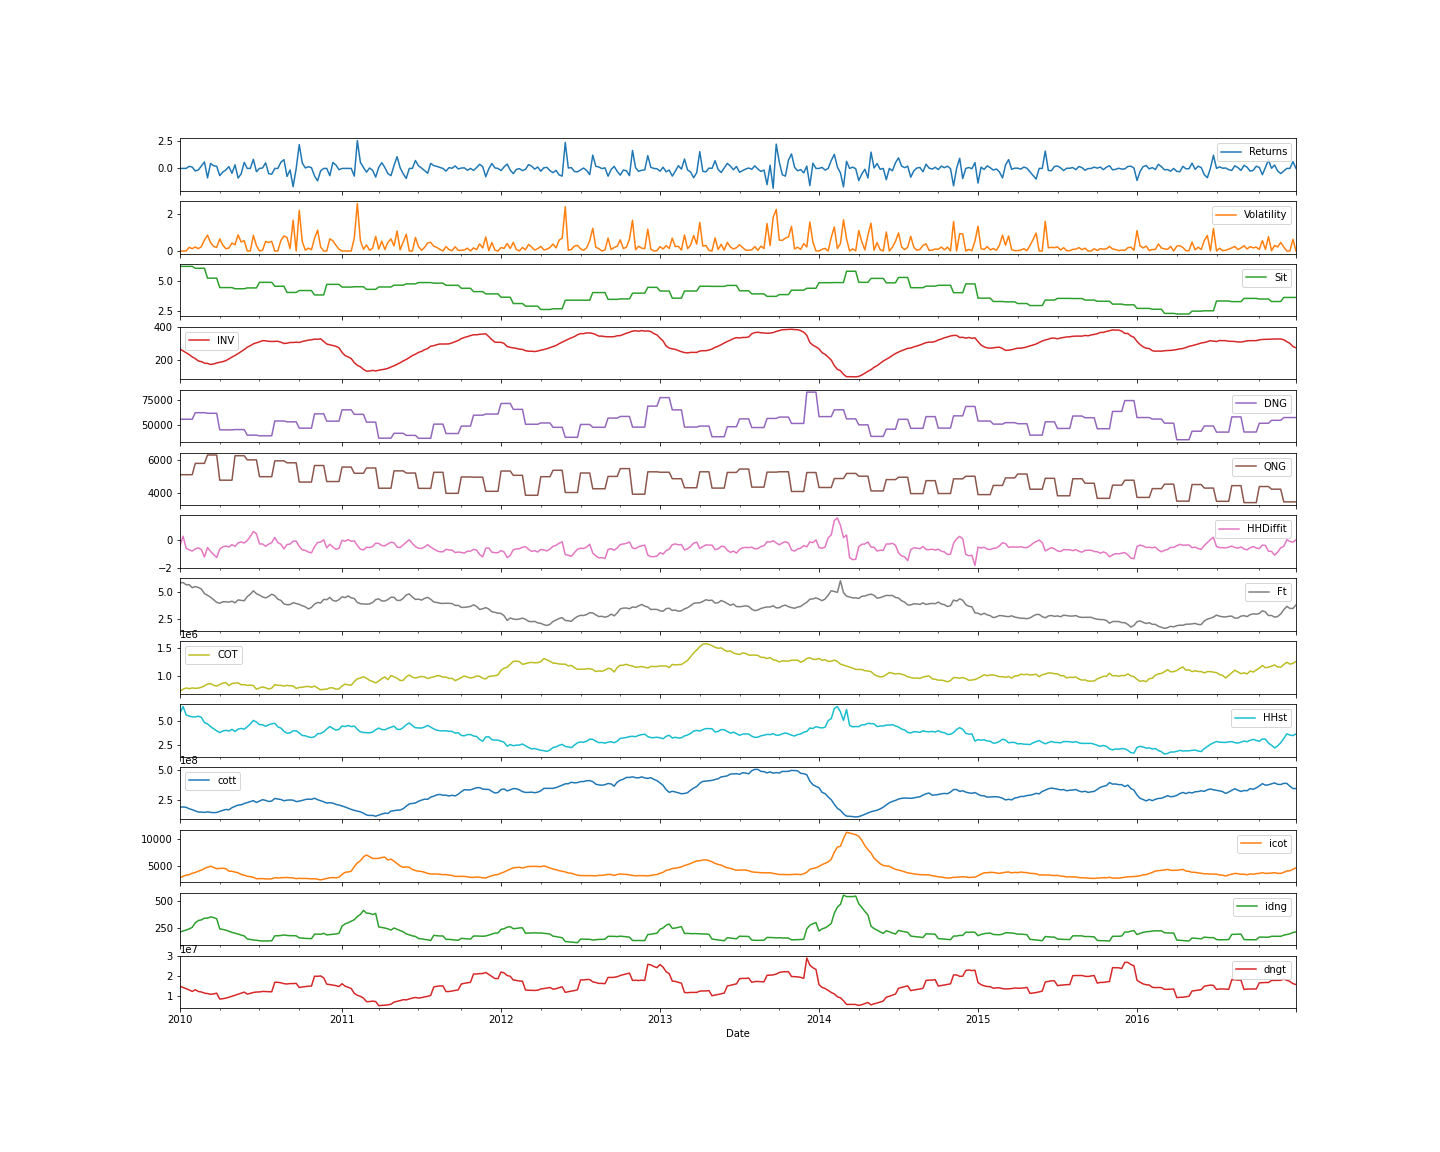 2.5
0.0
Returns
2
0
Volatility
5.0
2.5
Sit
400
200
INV
75000
50000
DNG
6000
4000
QNG
0
−2
HHDiffit
5.0
2.5
Ft
1e6
1.5
1.0
COT
5.0
2.5
HHst
1e8
5.0
2.5
cott
10000
5000
icot
500
250
idng
1e7
3
2
1
dngt
2010 2011 2012 2013 2014 2015 2016
Date